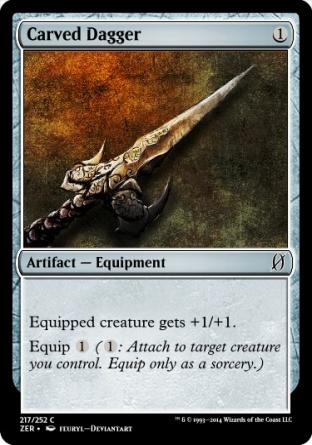 Carved Dagger 1
Artifact — Equipment
Equipped creature gets +1/+1.
Equip 1 (1: Attach to target creature
you control. Equip only as a sorcery.)
217/252 C
ZER • FEURYL-DEVIANTART
™ & © 1993–2014 Wizards of the Coast LLC